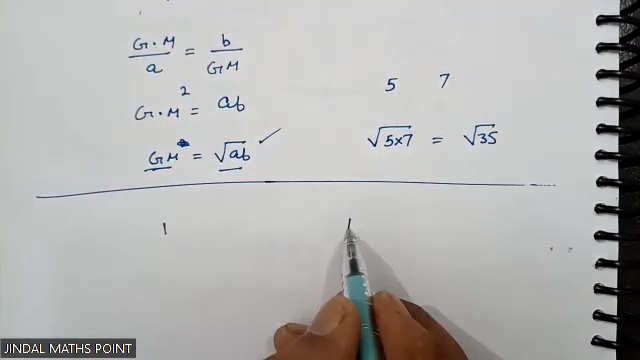 G.M/a = b/GM
G.M² = ab
GM = √ab ✓
5 7
√5×7 = √35
1
JINDAL MATHS POINT